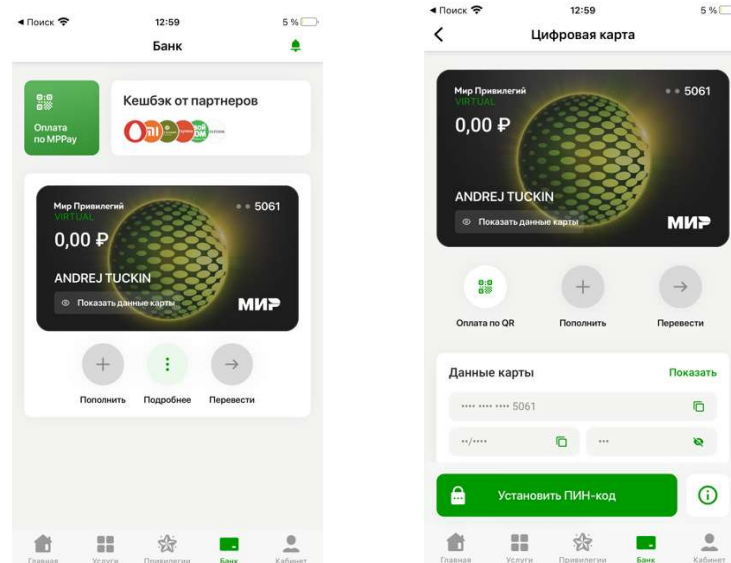 ◀ Поиск 12:59 5 %
Банк
Оплата
по MPPay
Кешбэк от партнеров
Мир Привилегий
VIRTUAL
•• 5061
0,00 ₽
ANDREJ TUCKIN
Показать данные карты
МИР
Пополнить Подробнее Перевести
Главная Услуги Привилегии Банк Кабинет
◀ Поиск 12:59 5 %
Цифровая карта
Мир Привилегий
VIRTUAL
•• 5061
0,00 ₽
ANDREJ TUCKIN
Показать данные карты
МИР
Оплата по QR Пополнить Перевести
Данные карты Показать
•••• •••• •••• 5061
••/•••• •••
Установить ПИН-код
Главная Услуги Привилегии Банк Кабинет